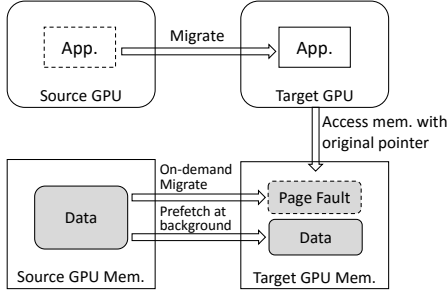 App.
Migrate
App.
Source GPU
Target GPU
Access mem. with
original pointer
On-demand
Migrate
Page Fault
Data
Prefetch at
background
Data
Source GPU Mem.
Target GPU Mem.